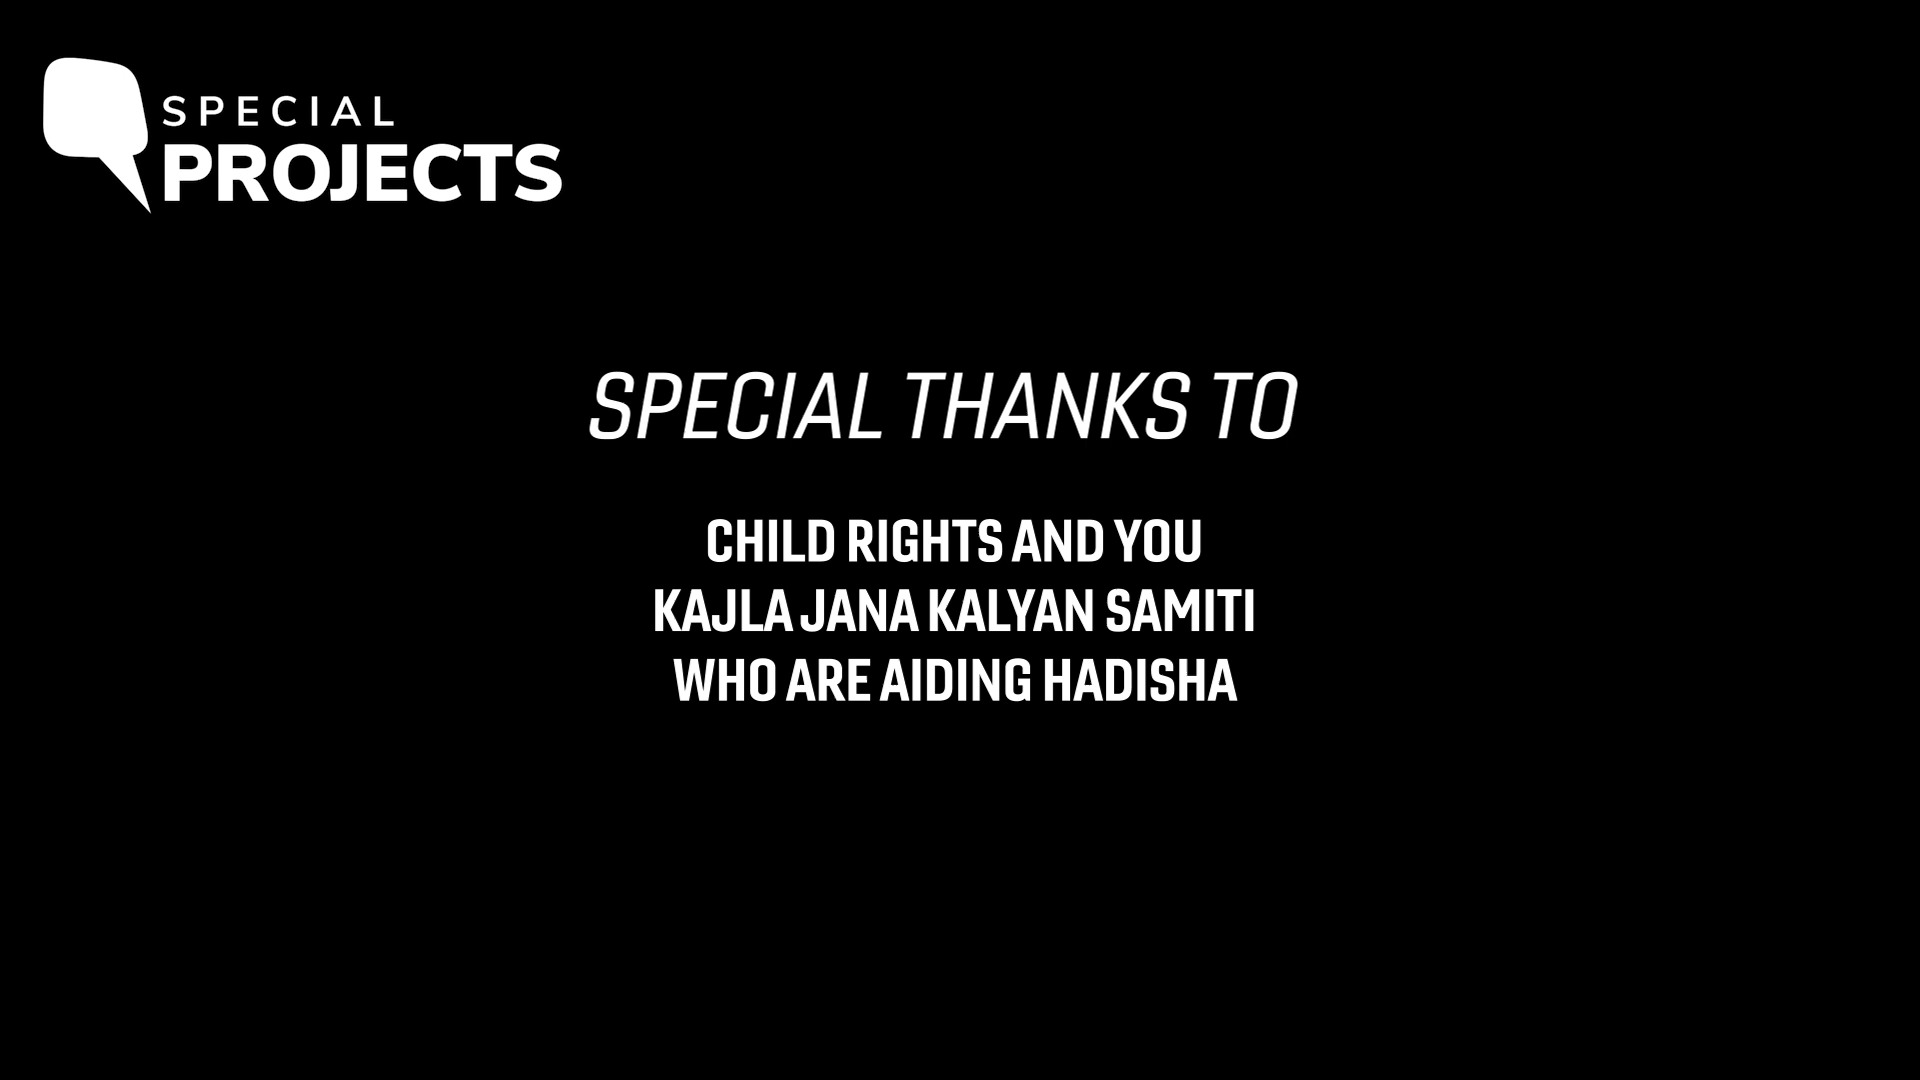 SPECIAL
PROJECTS
SPECIAL THANKS TO
CHILD RIGHTS AND YOU
KAJLA JANA KALYAN SAMITI
WHO ARE AIDING HADISHA